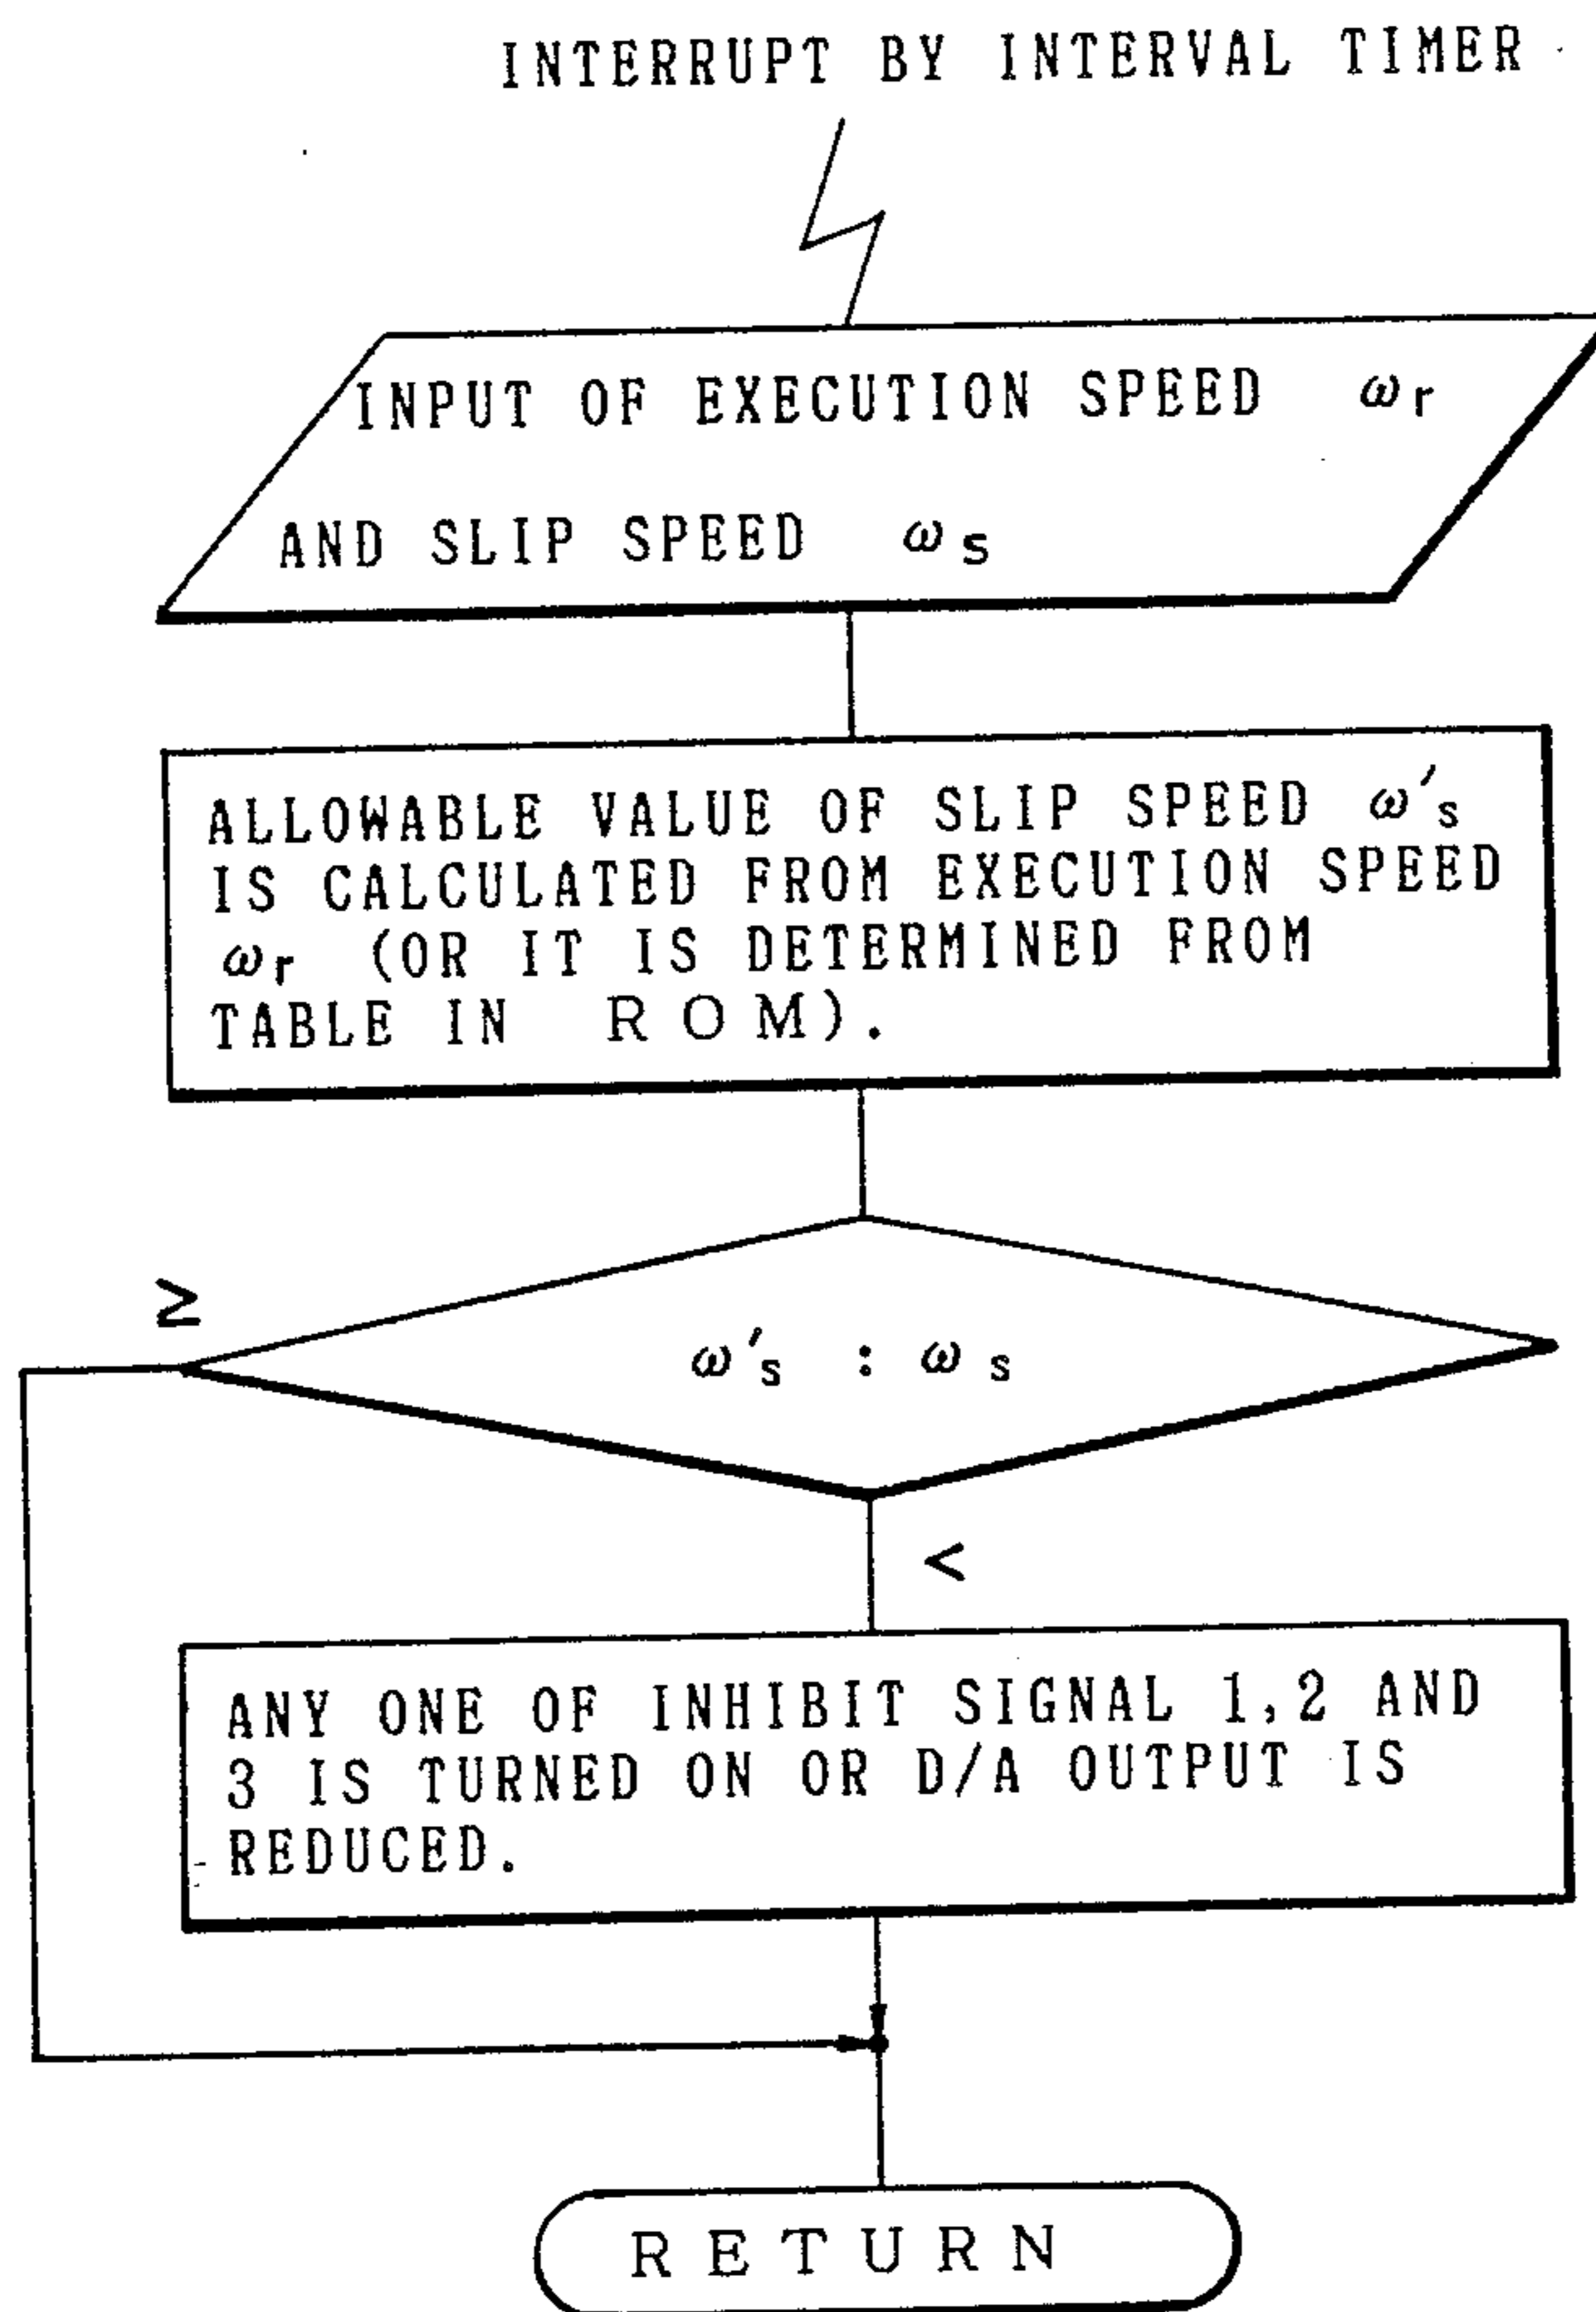 INTERRUPT BY INTERVAL TIMER
INPUT OF EXECUTION SPEED ωr
AND SLIP SPEED ωs
ALLOWABLE VALUE OF SLIP SPEED ω's
IS CALCULATED FROM EXECUTION SPEED
ωr (OR IT IS DETERMINED FROM
TABLE IN ROM).
≥
ω's : ωs
<
ANY ONE OF INHIBIT SIGNAL 1,2 AND
3 IS TURNED ON OR D/A OUTPUT IS
REDUCED.
RETURN